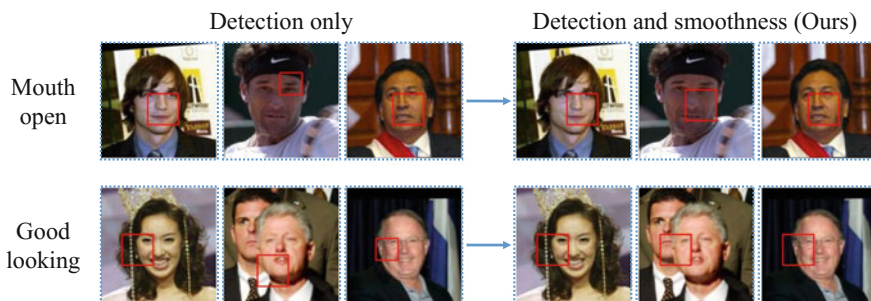 Detection only
Detection and smoothness (Ours)
Mouth
open
Good
looking